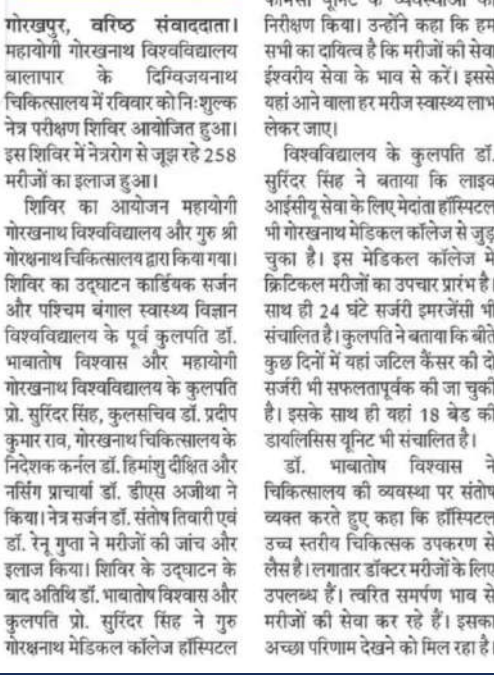 गोरखपुर, वरिष्ठ संवाददाता।
महायोगी गोरखनाथ विश्वविद्यालय
बालापार के दिग्विजयनाथ
चिकित्सालय में रविवार को निःशुल्क
नेत्र परीक्षण शिविर आयोजित हुआ।
इस शिविर में नेत्ररोग से जूझ रहे 258
मरीजों का इलाज हुआ।
शिविर का आयोजन महायोगी
गोरखनाथ विश्वविद्यालय और गुरु श्री
गोरक्षनाथ चिकित्सालय द्वारा किया गया।
शिविर का उद्घाटन कार्डियक सर्जन
और पश्चिम बंगाल स्वास्थ्य विज्ञान
विश्वविद्यालय के पूर्व कुलपति डॉ.
भाबातोष विश्वास और महायोगी
गोरखनाथ विश्वविद्यालय के कुलपति
प्रो. सुरिंदर सिंह, कुलसचिव डॉ. प्रदीप
कुमार राव, गोरखनाथ चिकित्सालय के
निदेशक कर्नल डॉ. हिमांशु दीक्षित और
नर्सिंग प्राचार्या डॉ. डीएस अजीथा ने
किया। नेत्र सर्जन डॉ. संतोष तिवारी एवं
डॉ. रेनू गुप्ता ने मरीजों की जांच और
इलाज किया। शिविर के उद्घाटन के
बाद अतिथि डॉ. भाबातोष विश्वास और
कुलपति प्रो. सुरिंदर सिंह ने गुरु
गोरक्षनाथ मेडिकल कॉलेज हॉस्पिटल
निरीक्षण किया। उन्होंने कहा कि हम
सभी का दायित्व है कि मरीजों की सेवा
ईश्वरीय सेवा के भाव से करें। इससे
यहां आने वाला हर मरीज स्वास्थ्य लाभ
लेकर जाए।
विश्वविद्यालय के कुलपति डॉ.
सुरिंदर सिंह ने बताया कि लाइव
आईसीयू सेवा के लिए मेदांता हॉस्पिटल
भी गोरखनाथ मेडिकल कॉलेज से जुड़
चुका है। इस मेडिकल कॉलेज में
क्रिटिकल मरीजों का उपचार प्रारंभ है।
साथ ही 24 घंटे सर्जरी इमरजेंसी भी
संचालित है। कुलपति ने बताया कि बीते
कुछ दिनों में यहां जटिल कैंसर की दो
सर्जरी भी सफलतापूर्वक की जा चुकी
है। इसके साथ ही यहां 18 बेड की
डायलिसिस यूनिट भी संचालित है।
डॉ. भाबातोष विश्वास ने
चिकित्सालय की व्यवस्था पर संतोष
व्यक्त करते हुए कहा कि हॉस्पिटल
उच्च स्तरीय चिकित्सक उपकरण से
लैस है। लगातार डॉक्टर मरीजों के लिए
उपलब्ध हैं। त्वरित समर्पण भाव से
मरीजों की सेवा कर रहे हैं। इसका
अच्छा परिणाम देखने को मिल रहा है।